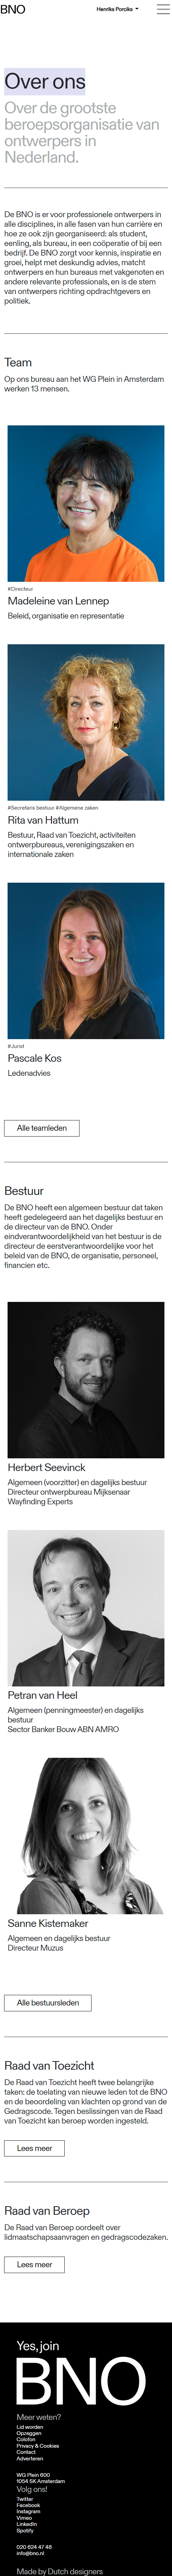 BNO
Henriks Porciks
Over ons
Over de grootste
beroepsorganisatie van
ontwerpers in
Nederland.
De BNO is er voor professionele ontwerpers in
alle disciplines, in alle fasen van hun carrière en
hoe ze ook zijn georganiseerd: als student,
eenling, als bureau, in een coöperatie of bij een
bedrijf. De BNO zorgt voor kennis, inspiratie en
groei, helpt met deskundig advies, matcht
ontwerpers en hun bureaus met vakgenoten en
andere relevante professionals, en is de stem
van ontwerpers richting opdrachtgevers en
politiek.
Team
Op ons bureau aan het WG Plein in Amsterdam
werken 13 mensen.
#Directeur
Madeleine van Lennep
Beleid, organisatie en representatie
#Secretaris bestuur #Algemene zaken
Rita van Hattum
Bestuur, Raad van Toezicht, activiteiten
ontwerpbureaus, verenigingszaken en
internationale zaken
#Jurist
Pascale Kos
Ledenadvies
Alle teamleden
Bestuur
De BNO heeft een algemeen bestuur dat taken
heeft gedelegeerd aan het dagelijks bestuur en
de directeur van de BNO. Onder
eindverantwoordelijkheid van het bestuur is de
directeur de eerstverantwoordelijke voor het
beleid van de BNO, de organisatie, personeel,
financien etc.
Herbert Seevinck
Algemeen (voorzitter) en dagelijks bestuur
Directeur ontwerpbureau Mijksenaar
Wayfinding Experts
Petran van Heel
Algemeen (penningmeester) en dagelijks
bestuur
Sector Banker Bouw ABN AMRO
Sanne Kistemaker
Algemeen en dagelijks bestuur
Directeur Muzus
Alle bestuursleden
Raad van Toezicht
De Raad van Toezicht heeft twee belangrijke
taken: de toelating van nieuwe leden tot de BNO
en de beoordeling van klachten op grond van de
Gedragscode. Tegen beslissingen van de Raad
van Toezicht kan beroep worden ingesteld.
Lees meer
Raad van Beroep
De Raad van Beroep oordeelt over
lidmaatschapsaanvragen en gedragscodezaken.
Lees meer
Yes, join
BNO
Meer weten?
Lid worden
Opzeggen
Colofon
Privacy & Cookies
Contact
Adverteren
WG Plein 600
1054 SK Amsterdam
Volg ons!
Twitter
Facebook
Instagram
Vimeo
LinkedIn
Spotify
020 624 47 48
info@bno.nl
Made by Dutch designers